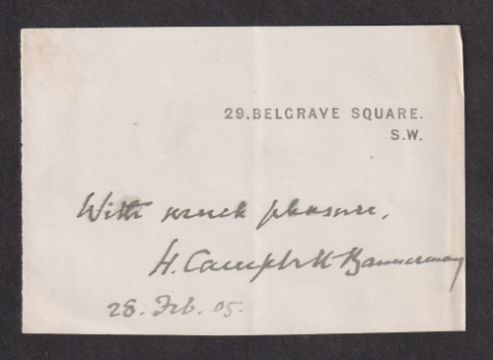 29, BELGRAVE SQUARE.
S.W.
With much pleasure,
H. Campbell-Bannerman
28. Feb. 05.